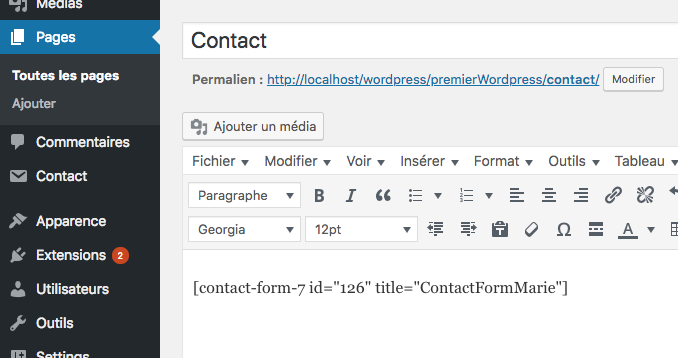 Médias
Pages
Toutes les pages
Ajouter
Commentaires
Contact
Apparence
Extensions 2
Utilisateurs
Outils
Settings
Contact
Permalien : http://localhost/wordpress/premierWordpress/contact/ Modifier
Ajouter un média
Fichier Modifier Voir Insérer Format Outils Tableau
Paragraphe B I
Georgia 12pt Ω A
[contact-form-7 id="126" title="ContactFormMarie"]